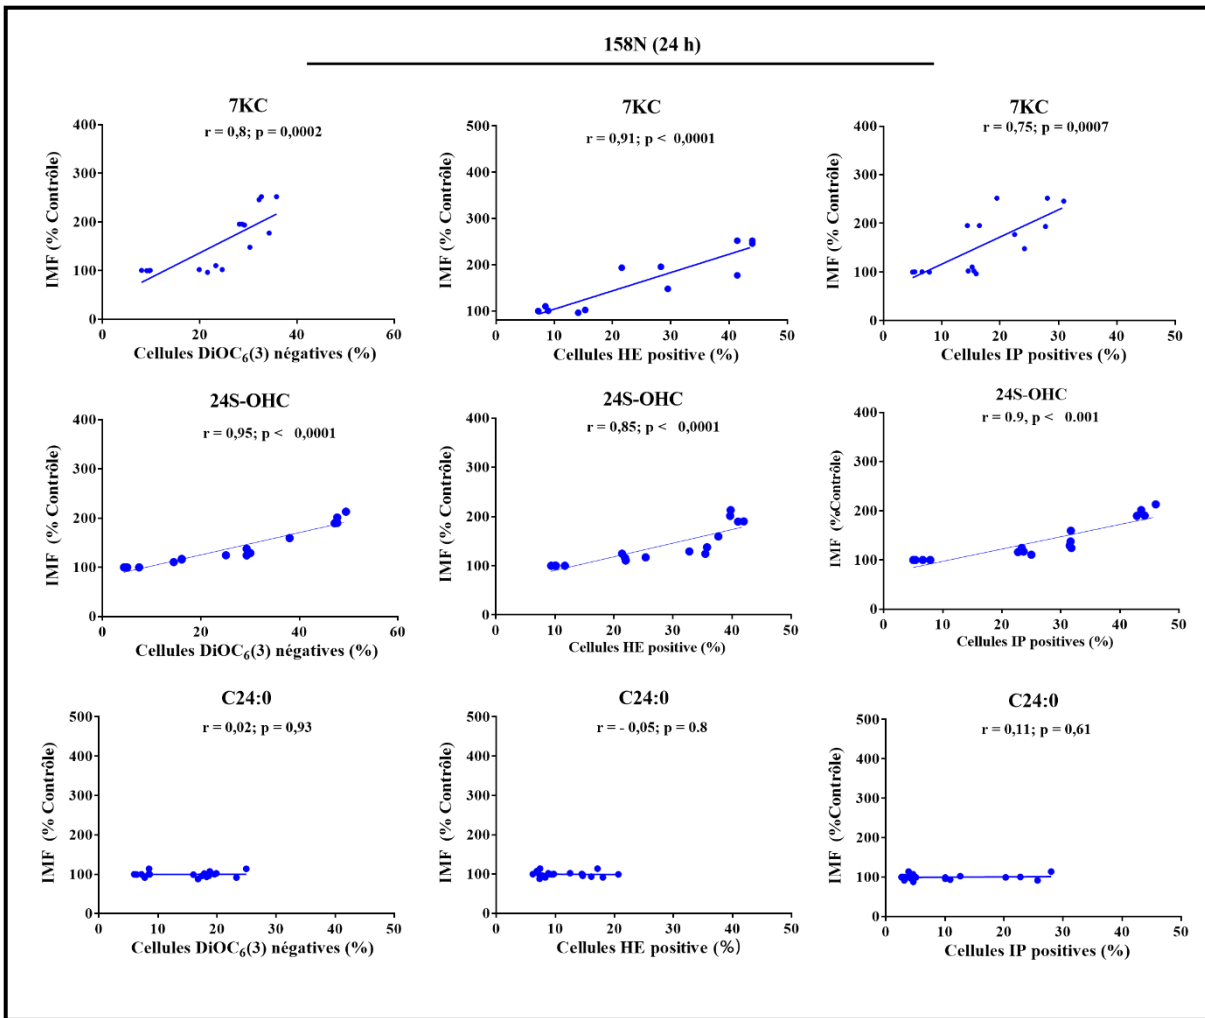 158N (24 h)
7KC
r = 0,8; p = 0,0002
IMF (% Contrôle)
400
300
200
100
0
0 20 40 60
Cellules DiOC6(3) négatives (%)
7KC
r = 0,91; p < 0,0001
IMF (% Contrôle)
500
400
300
200
100
0 10 20 30 40 50
Cellules HE positive (%)
7KC
r = 0,75; p = 0,0007
IMF (% Contrôle)
400
300
200
100
0
0 10 20 30 40 50
Cellules IP positives (%)
24S-OHC
r = 0,95; p < 0,0001
IMF (% Contrôle)
400
300
200
100
0
0 20 40 60
Cellules DiOC6(3) négatives (%)
24S-OHC
r = 0,85; p < 0,0001
IMF (% Contrôle)
400
300
200
100
0
0 10 20 30 40 50
Cellules HE positive (%)
24S-OHC
r = 0.9, p < 0.001
IMF (%Contrôle)
400
300
200
100
0
0 10 20 30 40 50
Cellules IP positives (%)
C24:0
r = 0,02; p = 0,93
IMF (% Contrôle)
500
400
300
200
100
0
0 10 20 30 40 50
Cellules DiOC6(3) négatives (%)
C24:0
r = - 0,05; p = 0.8
IMF (% Contrôle)
500
400
300
200
100
0
0 10 20 30 40 50
Cellules HE positive (%)
C24:0
r = 0,11; p = 0,61
IMF (%Contrôle)
500
400
300
200
100
0
0 10 20 30 40 50
Cellules IP positives (%)